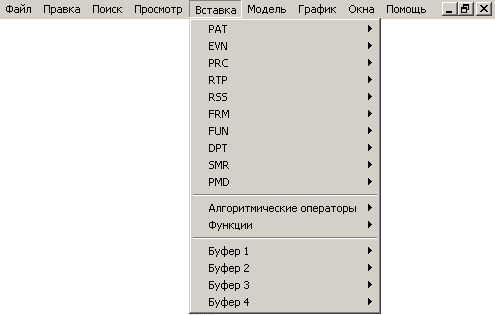 Файл Правка Поиск Просмотр Вставка Модель График Окна Помощь
PAT
EVN
PRC
RTP
RSS
FRM
FUN
DPT
SMR
PMD
Алгоритмические операторы
Функции
Буфер 1
Буфер 2
Буфер 3
Буфер 4